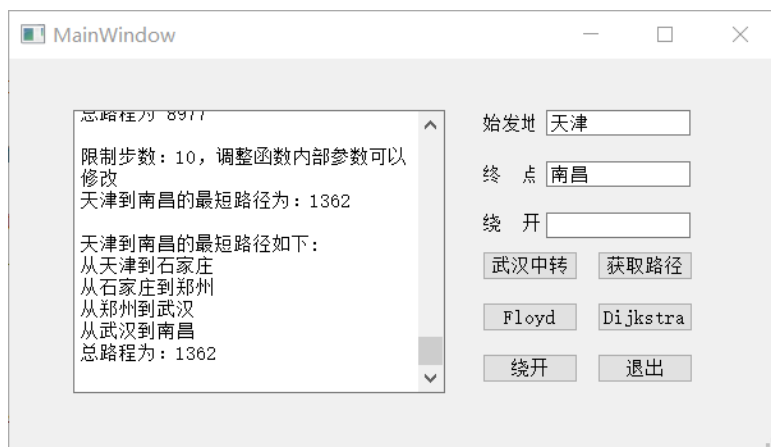 MainWindow
总路程为 8977
限制步数：10，调整函数内部参数可以
修改
天津到南昌的最短路径为：1362
天津到南昌的最短路径如下：
从天津到石家庄
从石家庄到郑州
从郑州到武汉
从武汉到南昌
总路程为：1362
始发地 天津
终 点 南昌
绕 开
武汉中转 获取路径
Floyd Dijkstra
绕开 退出